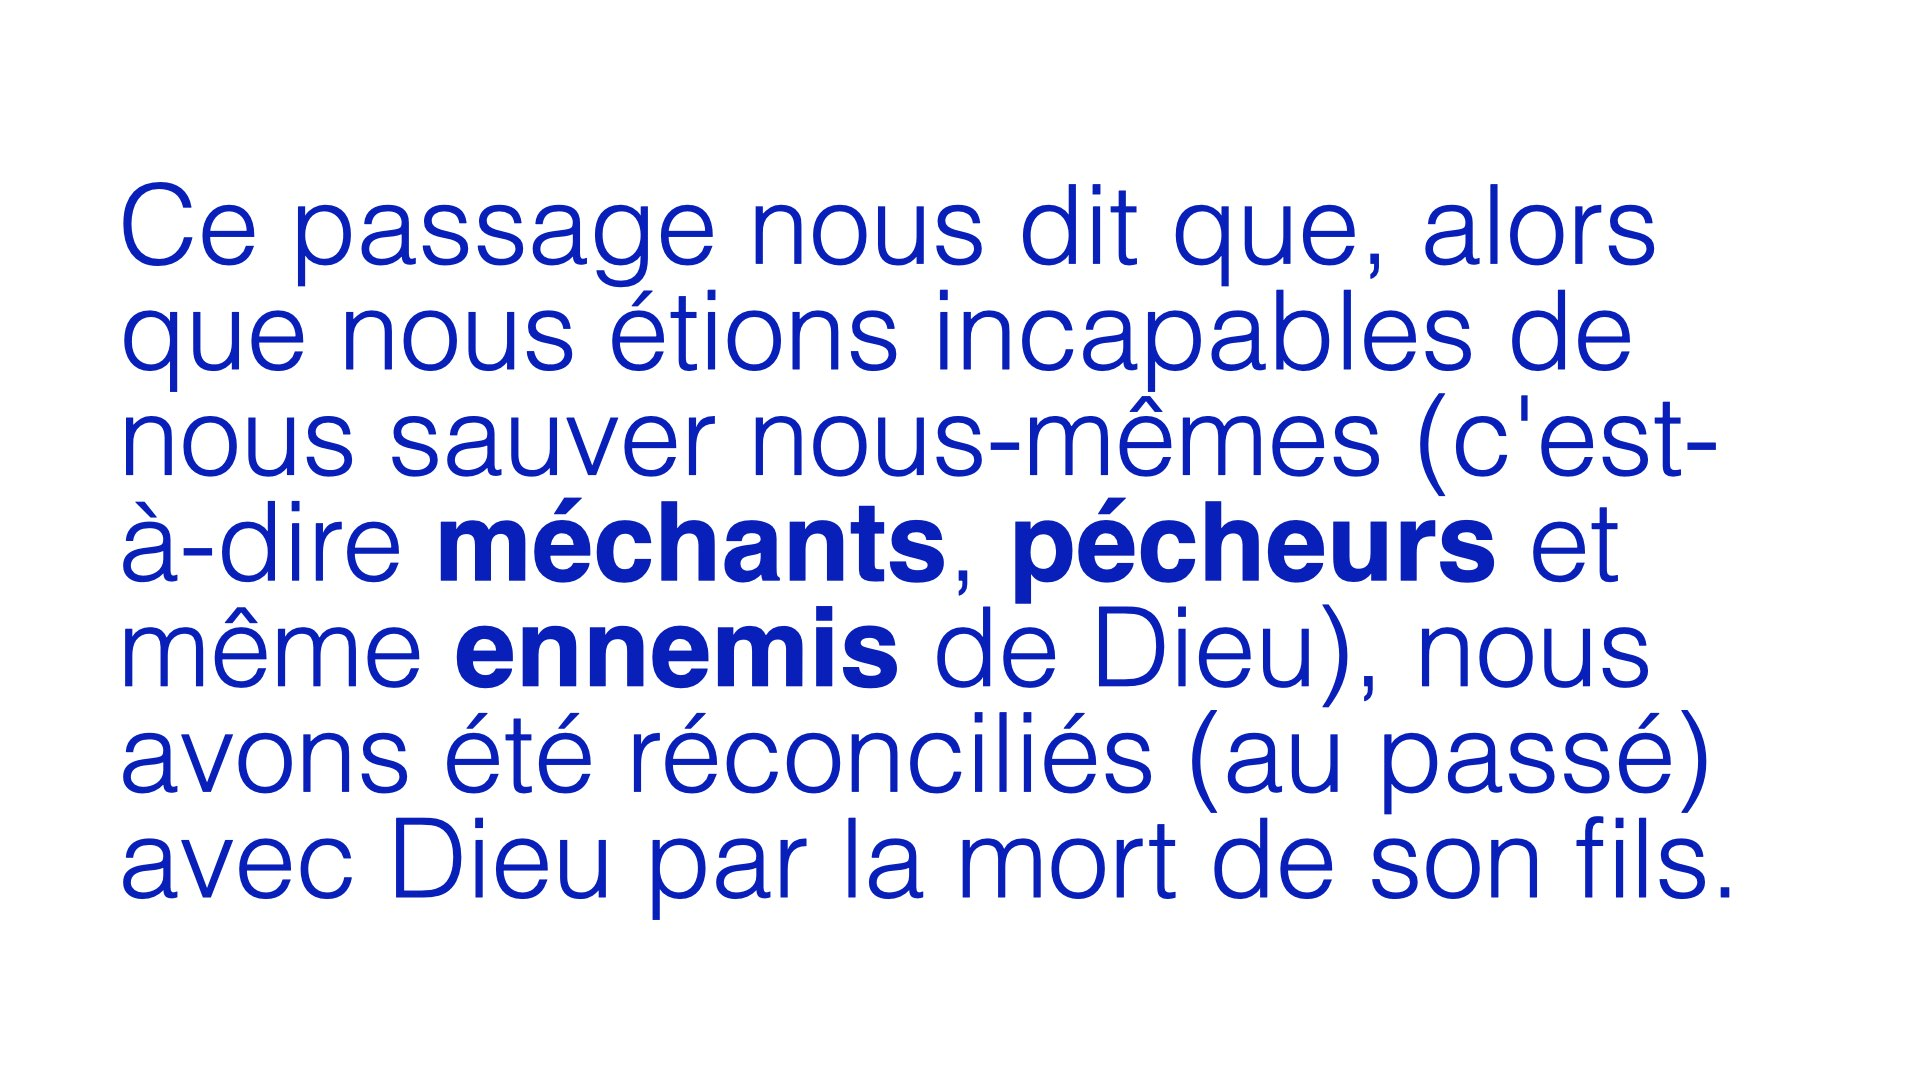 Ce passage nous dit que, alors
que nous étions incapables de
nous sauver nous-mêmes (c'est-
à-dire méchants, pécheurs et
même ennemis de Dieu), nous
avons été réconciliés (au passé)
avec Dieu par la mort de son fils.